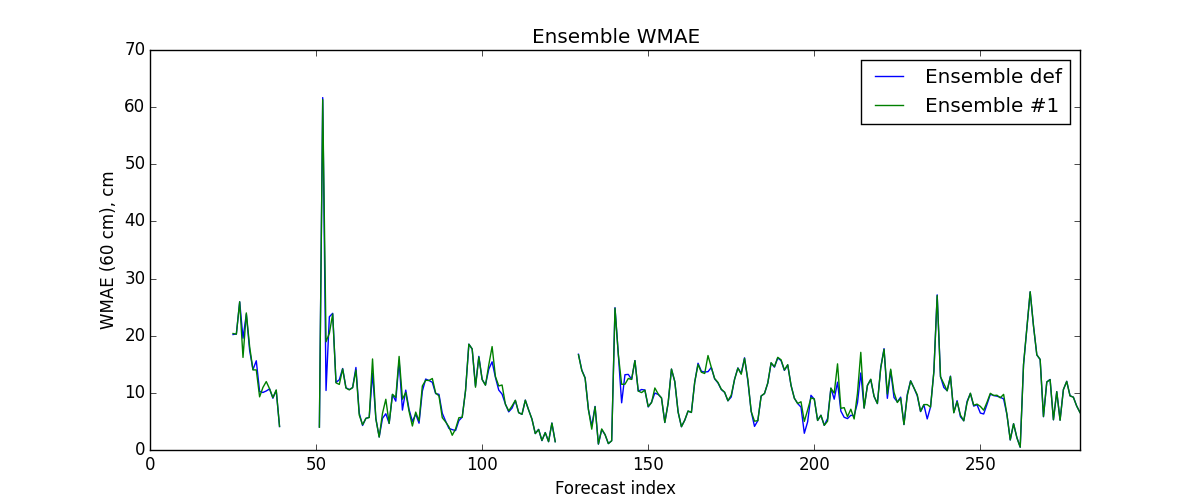 Ensemble WMAE
70
60
50
40
30
20
10
0
WMAE (60 cm), cm
Ensemble def
Ensemble #1
0 50 100 150 200 250
Forecast index